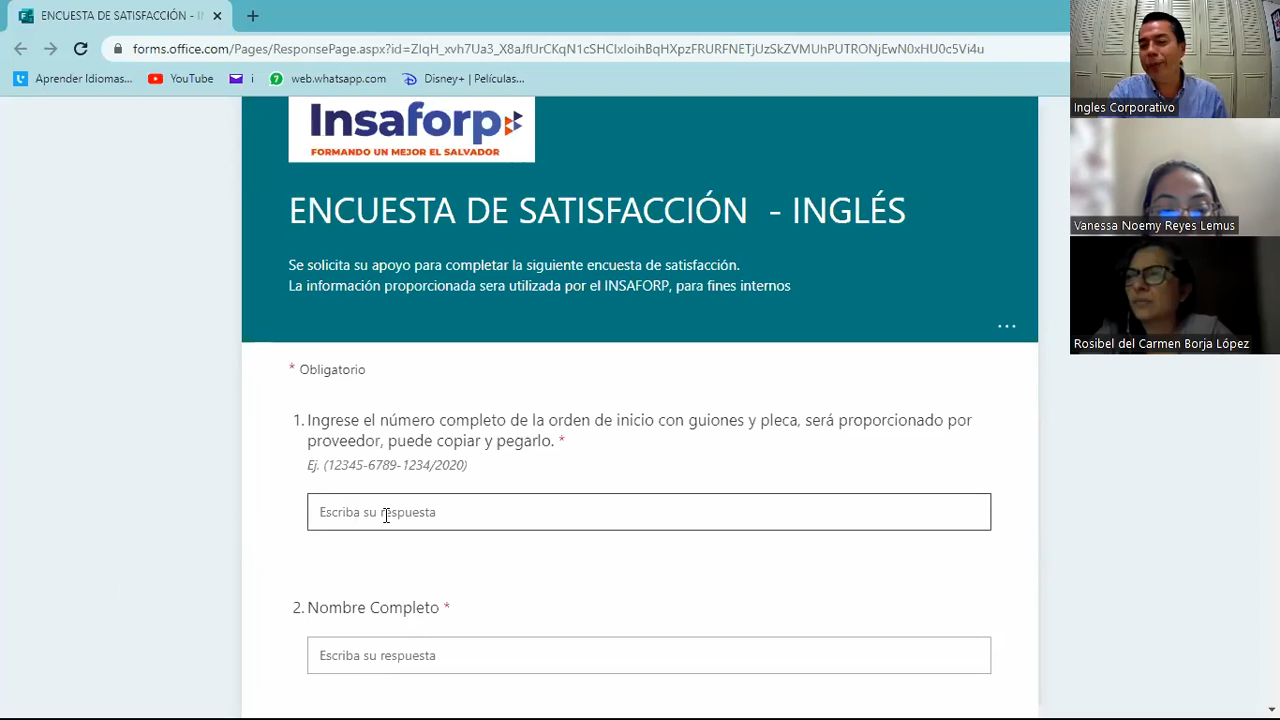 ENCUESTA DE SATISFACCIÓN - IN
forms.office.com/Pages/ResponsePage.aspx?id=ZIqH_xvh7Ua3_X8aJfUrCKqN1cSHCIxIoihBqHXpzFRURFNETjUzSkZVMUhPUTRONjEwN0xHU0c5Vi4u
Aprender Idiomas... YouTube i web.whatsapp.com Disney+ | Películas...
Ingles Corporativo
Vanessa Noemy Reyes Lemus
Rosibel del Carmen Borja López
Insaforp
FORMANDO UN MEJOR EL SALVADOR
ENCUESTA DE SATISFACCIÓN - INGLÉS
Se solicita su apoyo para completar la siguiente encuesta de satisfacción.
La información proporcionada sera utilizada por el INSAFORP, para fines internos
* Obligatorio
1. Ingrese el número completo de la orden de inicio con guiones y pleca, será proporcionado por
proveedor, puede copiar y pegarlo. *
Ej. (12345-6789-1234/2020)
Escriba su respuesta
2. Nombre Completo *
Escriba su respuesta